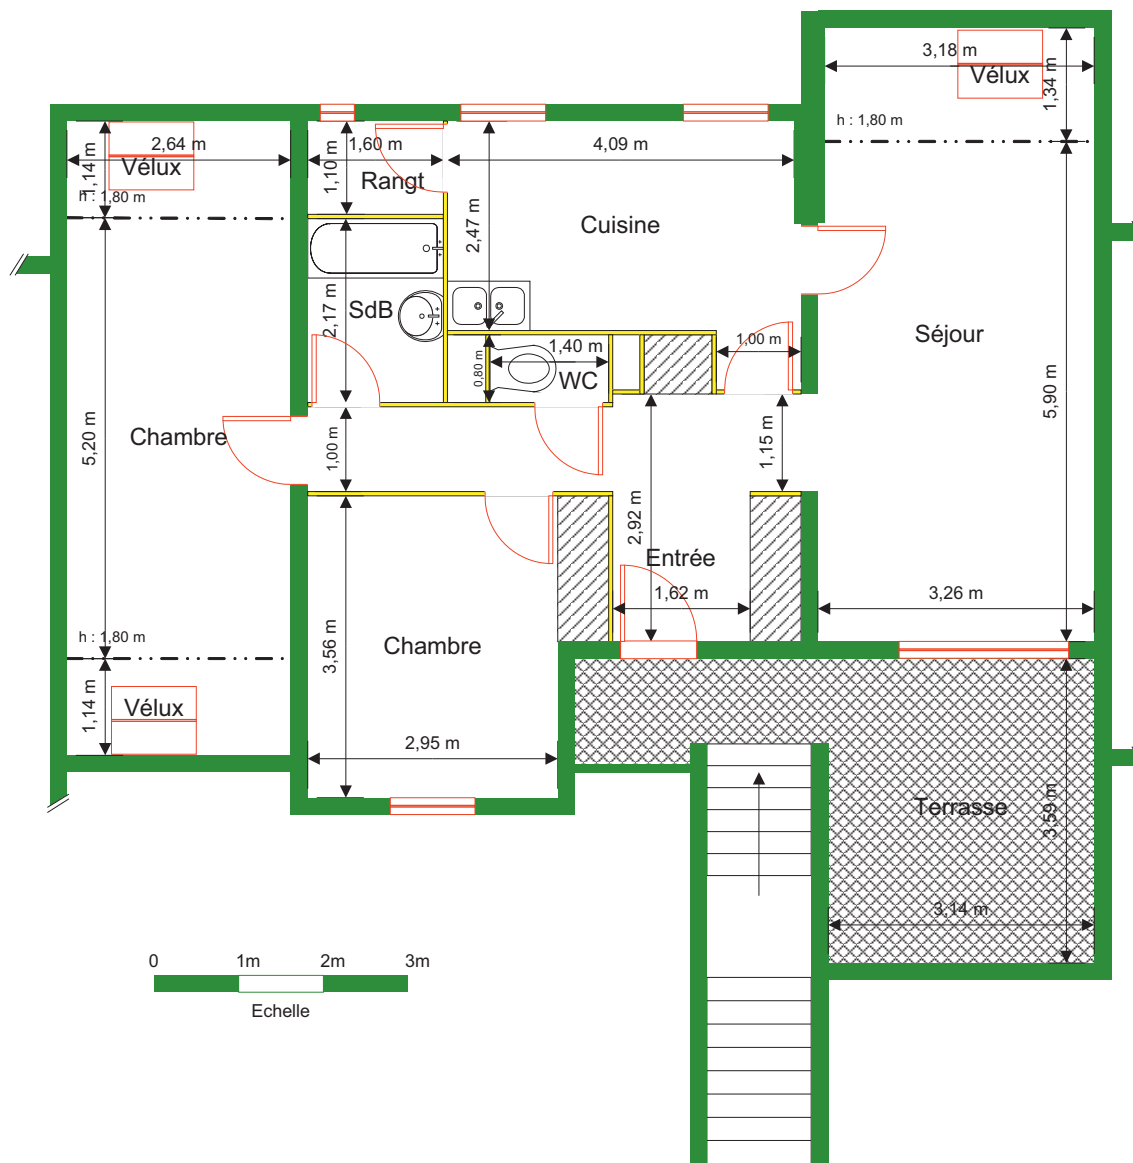 3,18 m
Vélux
1,34 m
h : 1,80 m
2,64 m
Vélux
1,14 m
h : 1,80 m
1,60 m
1,10 m
Rangt
4,09 m
2,47 m
Cuisine
SdB
2,17 m
1,40 m
0,80 m
WC
1,00 m
Séjour
5,90 m
Chambre
5,20 m
1,00 m
1,15 m
2,92 m
Entrée
1,62 m
3,26 m
h : 1,80 m
Chambre
3,56 m
1,14 m
Vélux
2,95 m
Terrasse
3,59 m
3,14 m
0 1m 2m 3m
Echelle